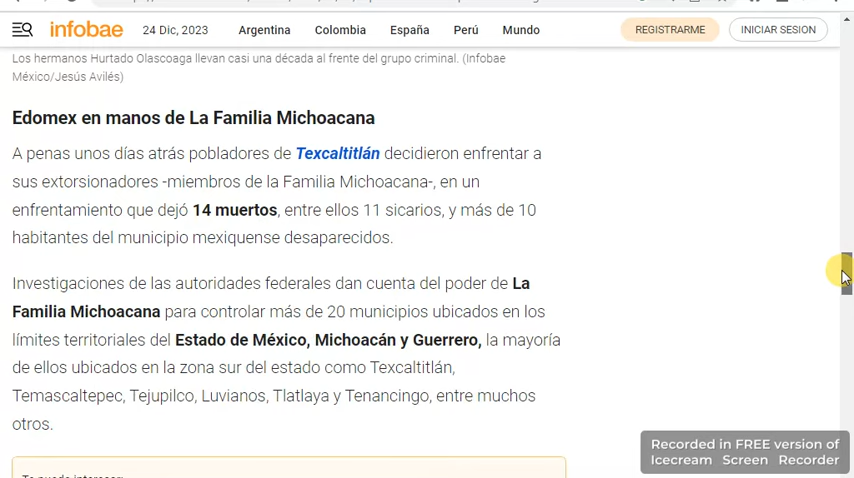 infobae
24 Dic, 2023
Argentina
Colombia
España
Perú
Mundo
REGISTRARME
INICIAR SESION
Los hermanos Hurtado Olascoaga llevan casi una década al frente del grupo criminal. (Infobae
México/Jesús Avilés)
Edomex en manos de La Familia Michoacana
A penas unos días atrás pobladores de Texcaltitlán decidieron enfrentar a
sus extorsionadores -miembros de la Familia Michoacana-, en un
enfrentamiento que dejó 14 muertos, entre ellos 11 sicarios, y más de 10
habitantes del municipio mexiquense desaparecidos.
Investigaciones de las autoridades federales dan cuenta del poder de La
Familia Michoacana para controlar más de 20 municipios ubicados en los
límites territoriales del Estado de México, Michoacán y Guerrero, la mayoría
de ellos ubicados en la zona sur del estado como Texcaltitlán,
Temascaltepec, Tejupilco, Luvianos, Tlatlaya y Tenancingo, entre muchos
otros.
Recorded in FREE version of
Icecream Screen Recorder